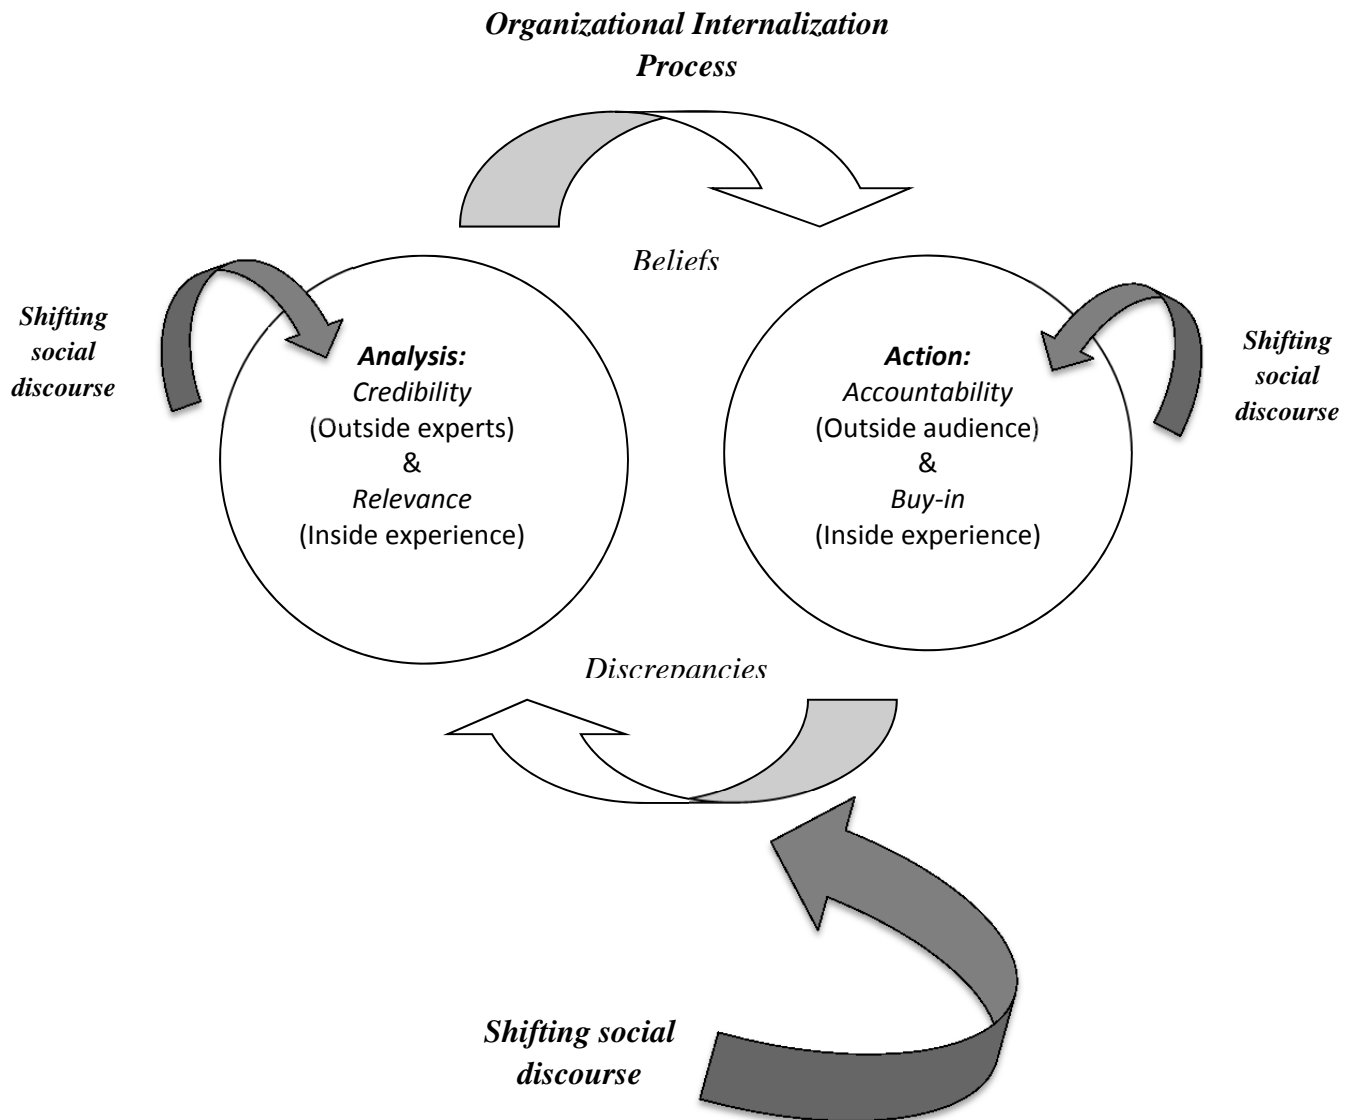 Organizational Internalization
Process
Beliefs
Shifting
social
discourse
Analysis:
Credibility
(Outside experts)
&
Relevance
(Inside experience)
Action:
Accountability
(Outside audience)
&
Buy-in
(Inside experience)
Shifting
social
discourse
Discrepancies
Shifting social
discourse